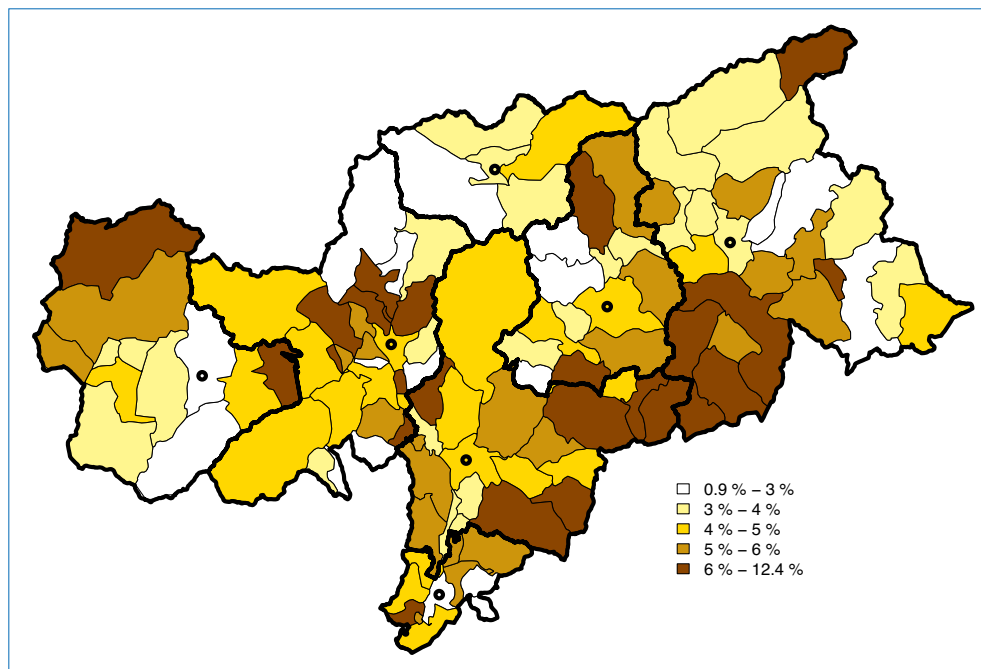 0.9 % – 3 %
3 % – 4 %
4 % – 5 %
5 % – 6 %
6 % – 12.4 %